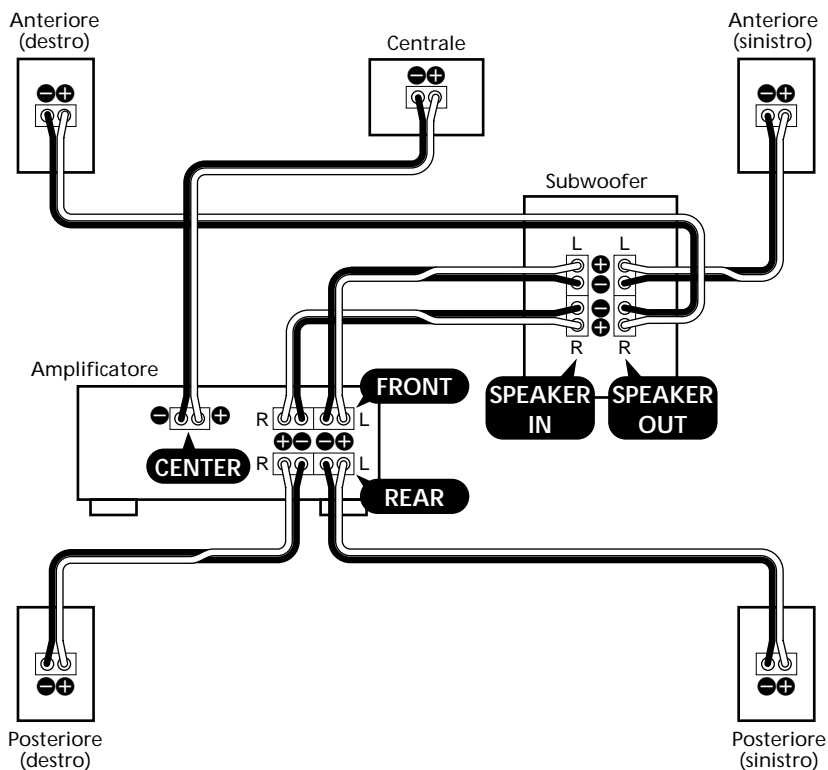 Anteriore
(destro)
Centrale
Anteriore
(sinistro)
Subwoofer
L
L
R
R
SPEAKER
IN
SPEAKER
OUT
Amplificatore
FRONT
R
L
CENTER
R
L
REAR
Posteriore
(destro)
Posteriore
(sinistro)